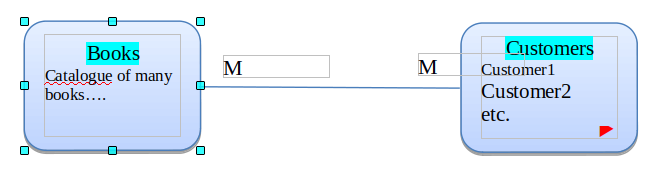 Books
Catalogue of many
books….
M
M
Customers
Customer1
Customer2
etc.